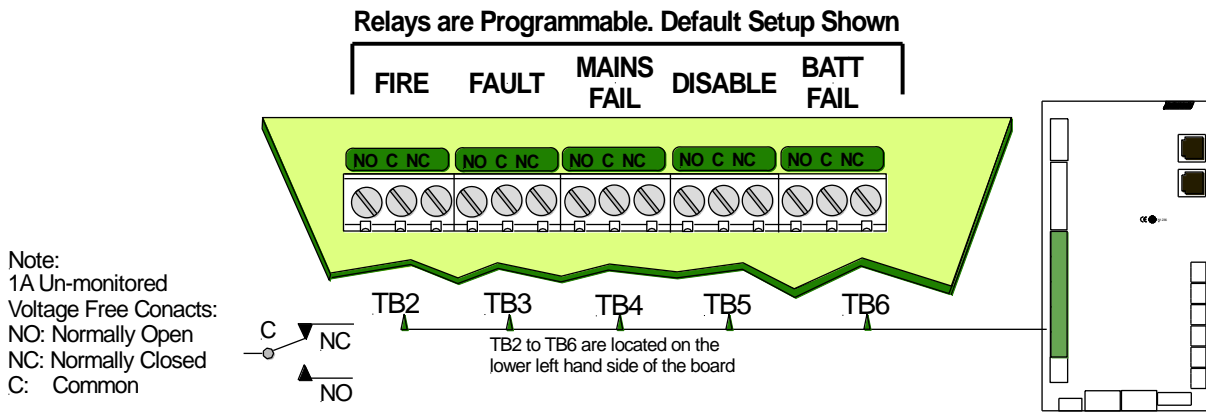 Relays are Programmable. Default Setup Shown
FIRE FAULT MAINS FAIL DISABLE BATT FAIL
NO C NC NO C NC NO C NC NO C NC NO C NC
TB2 TB3 TB4 TB5 TB6
Note:
1A Un-monitored
Voltage Free Conacts:
NO: Normally Open
NC: Normally Closed
C: Common
C
NC
NO
TB2 to TB6 are located on the
lower left hand side of the board